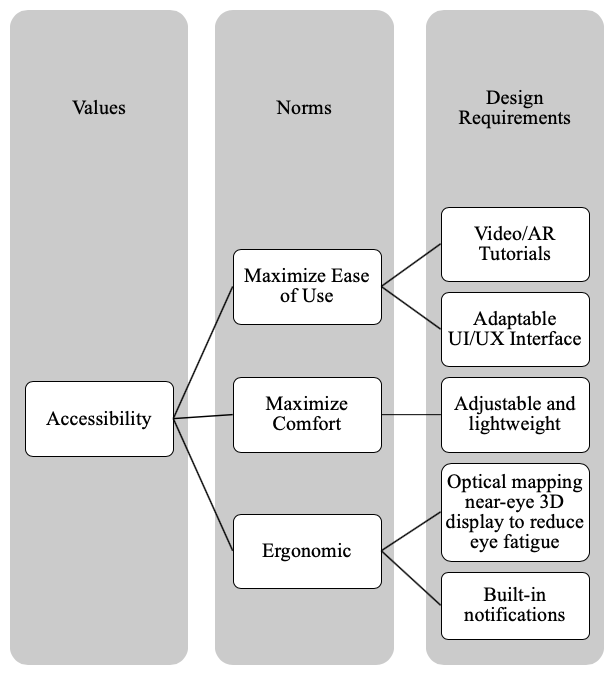 Values
Norms
Design
Requirements
Accessibility
Maximize Ease
of Use
Maximize
Comfort
Ergonomic
Video/AR
Tutorials
Adaptable
UI/UX Interface
Adjustable and
lightweight
Optical mapping
near-eye 3D
display to reduce
eye fatigue
Built-in
notifications